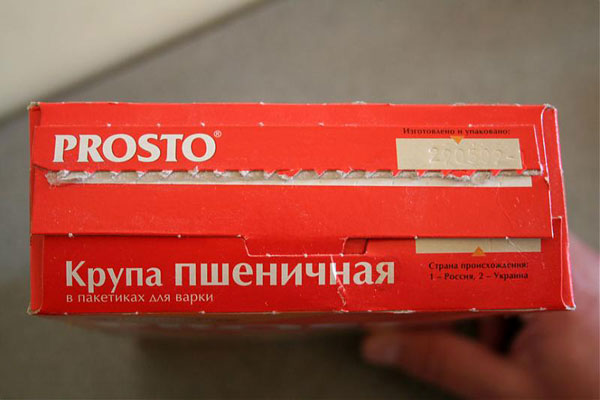 PROSTO®
Изготовлено и упаковано:
Крупа пшеничная
в пакетиках для варки
Страна происхождения:
1 – Россия, 2 – Украина